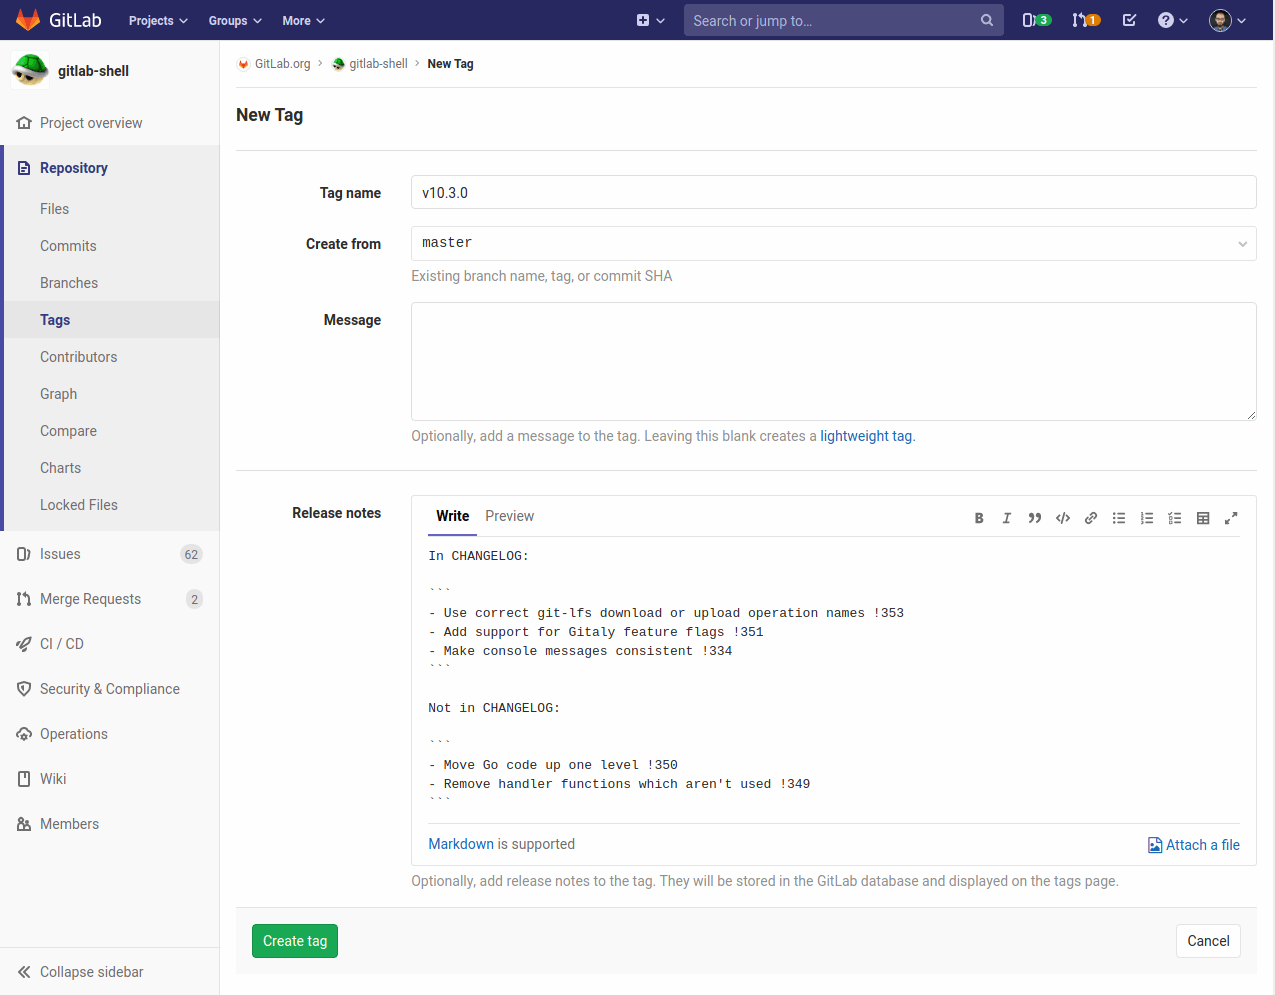 GitLab Projects Groups More Search or jump to... 3 1
gitlab-shell
GitLab.org › gitlab-shell › New Tag
New Tag
Project overview
Repository
Files
Commits
Branches
Tags
Contributors
Graph
Compare
Charts
Locked Files
Issues 62
Merge Requests 2
CI / CD
Security & Compliance
Operations
Wiki
Members
Collapse sidebar
Tag name v10.3.0
Create from master
Existing branch name, tag, or commit SHA
Message
Optionally, add a message to the tag. Leaving this blank creates a lightweight tag.
Release notes
Write Preview
In CHANGELOG:
```
- Use correct git-lfs download or upload operation names !353
- Add support for Gitaly feature flags !351
- Make console messages consistent !334
```
Not in CHANGELOG:
```
- Move Go code up one level !350
- Remove handler functions which aren't used !349
```
Markdown is supported Attach a file
Optionally, add release notes to the tag. They will be stored in the GitLab database and displayed on the tags page.
Create tag Cancel